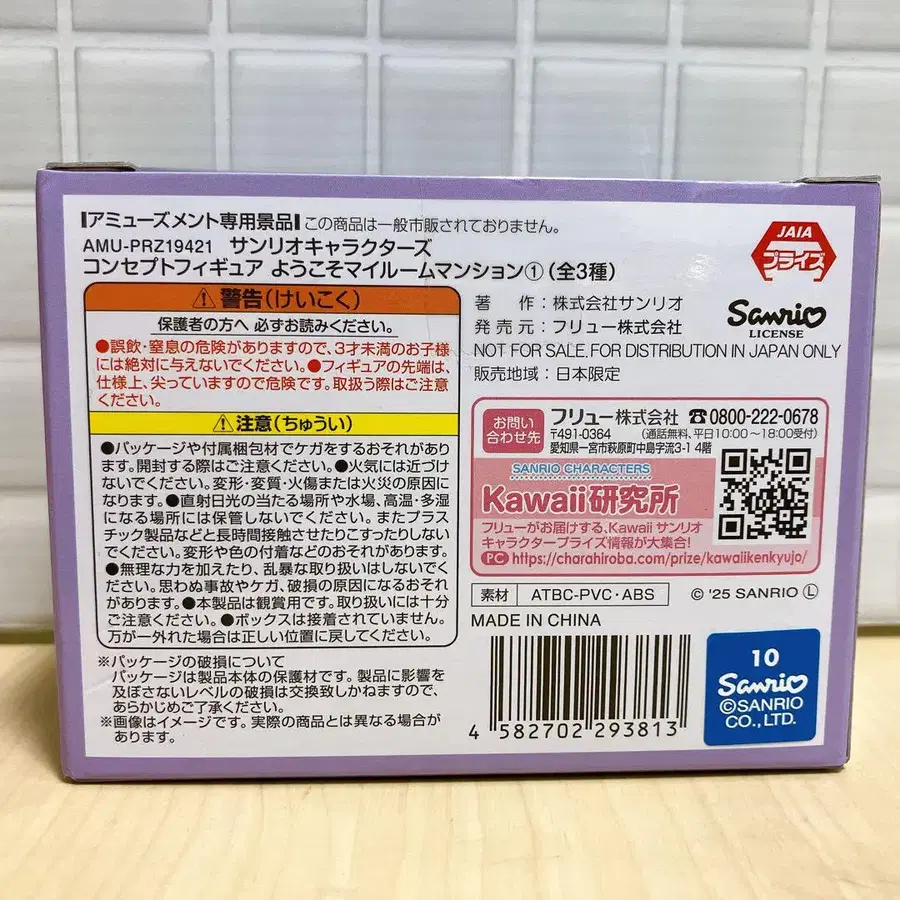 アミューズメント専用景品 この商品は一般市販されておりません。
AMU-PRZ19421 サンリオキャラクターズ
コンセプトフィギュア ようこそマイルームマンション①(全3種)
JAIA
プライズ
⚠警告(けいこく)
保護者の方へ 必ずお読みください。
●誤飲・窒息の危険がありますので、3才未満のお子様
には絶対に与えないでください。●フィギュアの先端は、
仕様上、尖っていますので危険です。取扱う際はご注意
ください。
⚠注意(ちゅうい)
●パッケージや付属梱包材でケガをするおそれがありま
す。開封する際はご注意ください。●火気には近づけ
ないでください。変形・変質・火傷または火災の原因に
なります。●直射日光の当たる場所や水場、高温・多湿
になる場所には保管しないでください。またプラス
チック製品などと長時間接触させたりこすったりしない
でください。変形や色の付着などのおそれがあります。
●無理な力を加えたり、乱暴な取り扱いはしないでくだ
さい。思わぬ事故やケガ、破損の原因になるおそれ
があります。●本製品は観賞用です。取り扱いには十分
ご注意ください。●ボックスは接着されていません。
万が一外れた場合は正しい位置に戻してください。
※パッケージの破損について
パッケージは製品本体の保護材です。製品に影響を
及ぼさないレベルの破損は交換致しかねますので、
あらかじめご了承ください。
※画像はイメージです。実際の商品とは異なる場合が
あります。
著 作:株式会社サンリオ
発 売 元:フリュー株式会社
Sanrio
LICENSE
NOT FOR SALE. FOR DISTRIBUTION IN JAPAN ONLY
販売地域:日本限定
お問い
合わせ先
フリュー株式会社 ☎0800-222-0678
〒491-0364 (通話無料、平日10:00~18:00受付)
愛知県一宮市萩原町中島字流3-1 4階
SANRIO CHARACTERS
Kawaii研究所
フリューがお届けする、Kawaii サンリオ
キャラクタープライズ情報が大集合!
PC https://charahiroba.com/prize/kawaiikenkyujo/
素材 ATBC-PVC・ABS
© '25 SANRIO Ⓛ
MADE IN CHINA
4 582702 293813
10
Sanrio
©SANRIO
CO.,LTD.